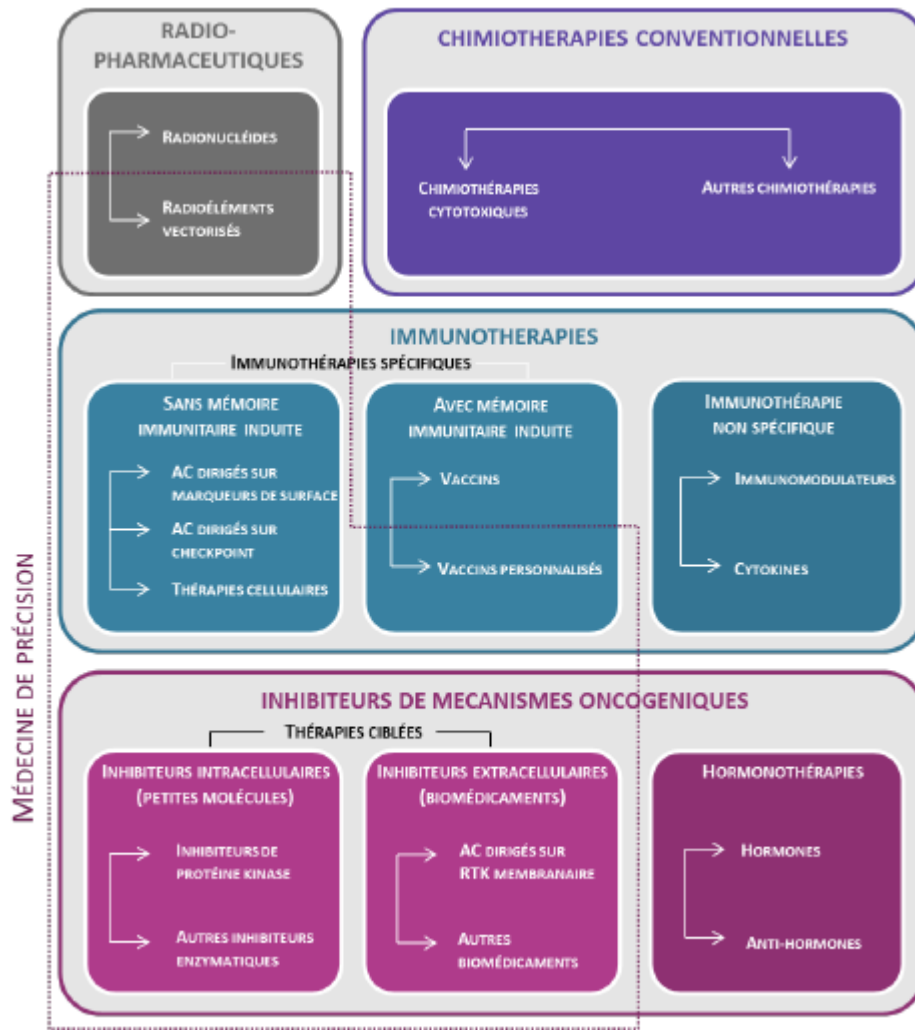 RADIO-
PHARMACEUTIQUES
RADIONUCLÉIDES
RADIOÉLÉMENTS
VECTORISÉS
CHIMIOTHERAPIES CONVENTIONNELLES
CHIMIOTHÉRAPIES
CYTOTOXIQUES
AUTRES CHIMIOTHÉRAPIES
IMMUNOTHERAPIES
IMMUNOTHÉRAPIES SPÉCIFIQUES
SANS MÉMOIRE
IMMUNITAIRE INDUITE
AC DIRIGÉS SUR
MARQUEURS DE SURFACE
AC DIRIGÉS SUR
CHECKPOINT
THÉRAPIES CELLULAIRES
AVEC MÉMOIRE
IMMUNITAIRE INDUITE
VACCINS
VACCINS PERSONNALISÉS
IMMUNOTHÉRAPIE
NON SPÉCIFIQUE
IMMUNOMODULATEURS
CYTOKINES
MÉDECINE DE PRÉCISION
INHIBITEURS DE MECANISMES ONCOGENIQUES
THÉRAPIES CIBLÉES
INHIBITEURS INTRACELLULAIRES
(PETITES MOLÉCULES)
INHIBITEURS DE
PROTÉINE KINASE
AUTRES INHIBITEURS
ENZYMATIQUES
INHIBITEURS EXTRACELLULAIRES
(BIOMÉDICAMENTS)
AC DIRIGÉS SUR
RTK MEMBRANAIRE
AUTRES
BIOMÉDICAMENTS
HORMONOTHÉRAPIES
HORMONES
ANTI-HORMONES